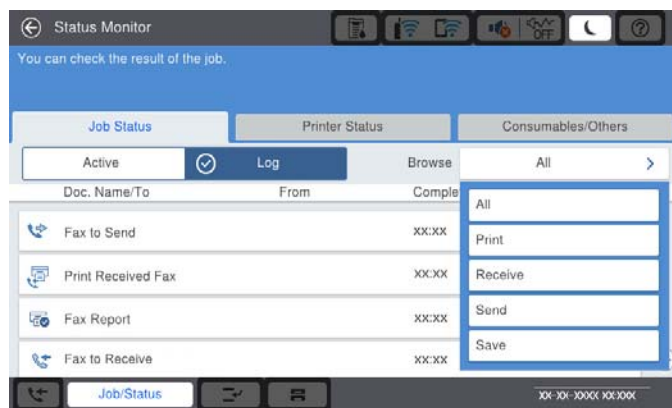 Status Monitor
OFF
You can check the result of the job.
Job Status Printer Status Consumables/Others
Active Log Browse All
Doc. Name/To From Comple
All
Fax to Send xx:xx
Print
Print Received Fax xx:xx
Receive
Fax Report xx:xx
Send
Fax to Receive xx:xx
Save
Job/Status xx-xx-xxxx xx:xxx